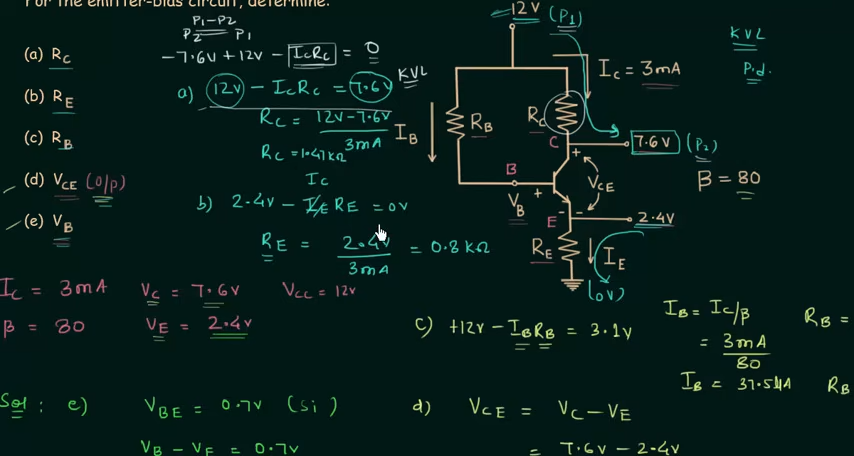 For the emitter-bias circuit, determine:
P1-P2
P2 P1
-7.6V + 12V - IcRc = 0
(a) Rc
(b) RE
(c) RB
(d) VCE (O/P)
(e) VB
a) 12V - IcRc = 7.6V KVL
Rc = 12V-7.6V
3mA
Rc = 1.47kΩ
Ic
b) 2.4V - IE RE = 0V
RE = 2.4V = 0.8 KΩ
3mA
12V (P1)
KVL
P.d.
Ic = 3mA
IB
RB
Rc
C
+
7.6V (P2)
B
+
VB
VCE
β = 80
E
-
-
2.4V
RE
IE
(0V)
Ic = 3mA Vc = 7.6V Vcc = 12V
β = 80 VE = 2.4V
c) +12V - IBRB = 3.1V
IB = Ic/β
= 3mA
80
IB = 37.5μA
RB =
RB
Sol : e) VBE = 0.7V (Si)
VB - VE = 0.7V
d) VCE = Vc - VE
= 7.6V - 2.4V